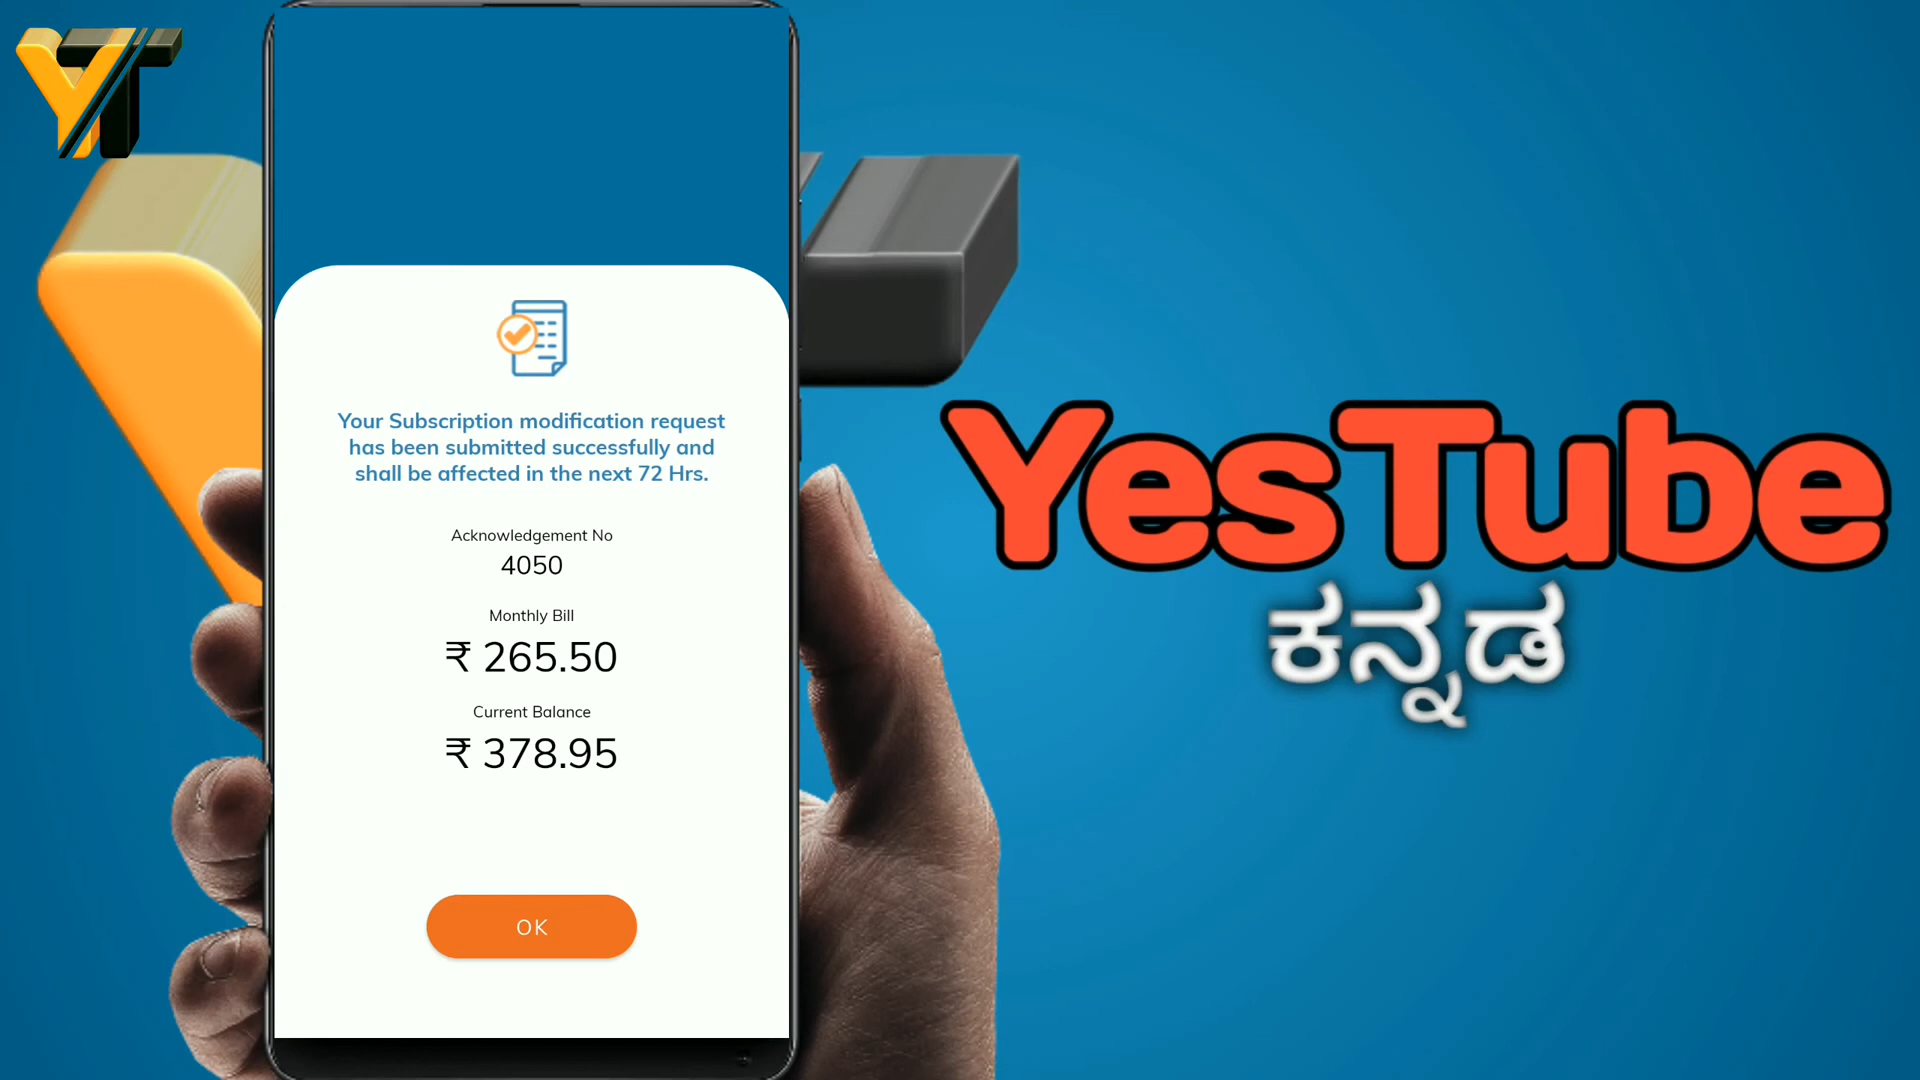 YT
Your Subscription modification request
has been submitted successfully and
shall be affected in the next 72 Hrs.
Acknowledgement No
4050
Monthly Bill
₹ 265.50
Current Balance
₹ 378.95
OK
YesTube
ಕನ್ನಡ